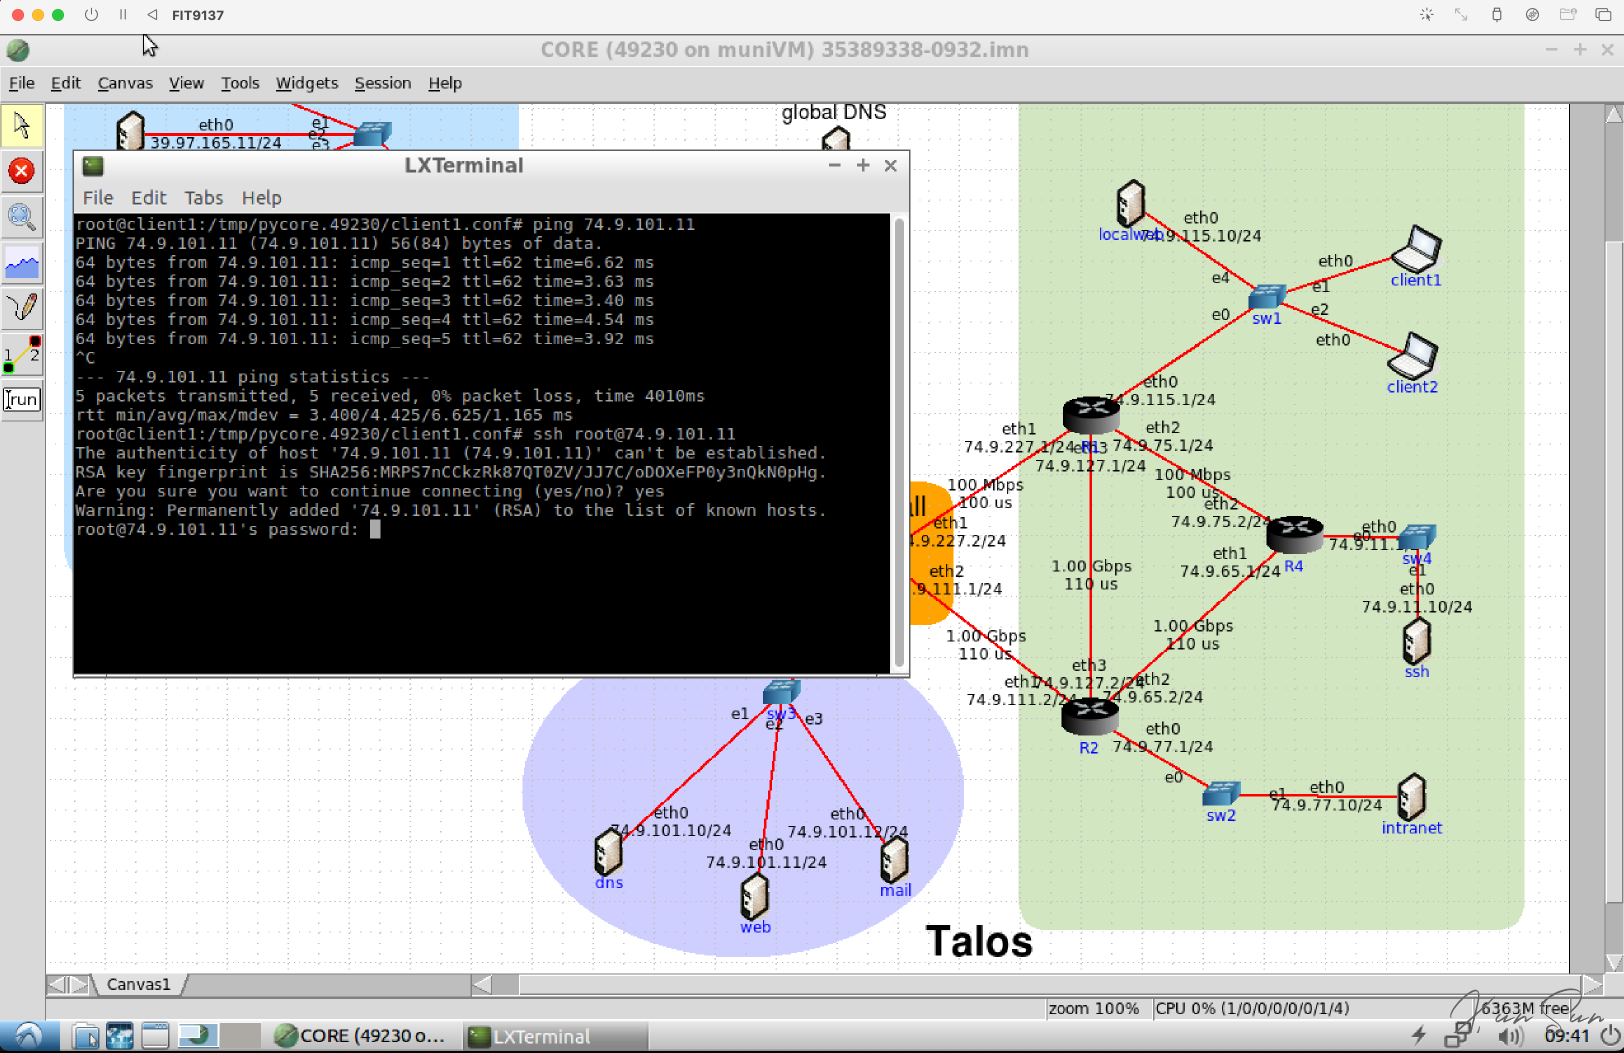 FIT9137
CORE (49230 on muniVM) 35389338-0932.imn
File Edit Canvas View Tools Widgets Session Help
global DNS
eth0
39.97.165.11/24
e1
e2
e3
LXTerminal
File Edit Tabs Help
root@client1:/tmp/pycore.49230/client1.conf# ping 74.9.101.11
PING 74.9.101.11 (74.9.101.11) 56(84) bytes of data.
64 bytes from 74.9.101.11: icmp_seq=1 ttl=62 time=6.62 ms
64 bytes from 74.9.101.11: icmp_seq=2 ttl=62 time=3.63 ms
64 bytes from 74.9.101.11: icmp_seq=3 ttl=62 time=3.40 ms
64 bytes from 74.9.101.11: icmp_seq=4 ttl=62 time=4.54 ms
64 bytes from 74.9.101.11: icmp_seq=5 ttl=62 time=3.92 ms
^C
--- 74.9.101.11 ping statistics ---
5 packets transmitted, 5 received, 0% packet loss, time 4010ms
rtt min/avg/max/mdev = 3.400/4.425/6.625/1.165 ms
root@client1:/tmp/pycore.49230/client1.conf# ssh root@74.9.101.11
The authenticity of host '74.9.101.11 (74.9.101.11)' can't be established.
RSA key fingerprint is SHA256:MRPS7nCCkzRk87QT0ZV/JJ7C/oDOXeFP0y3nQkN0pHg.
Are you sure you want to continue connecting (yes/no)? yes
Warning: Permanently added '74.9.101.11' (RSA) to the list of known hosts.
root@74.9.101.11's password:
1 2
run
eth0
localweb
74.9.115.10/24
e4
eth0
client1
e1
sw1
e0
e2
eth0
client2
eth0
74.9.115.1/24
eth1
74.9.227.1/24
R1
eth3
74.9.127.1/24
eth2
74.9.75.1/24
100 Mbps
100 us
100 Mbps
100 us
eth2
74.9.75.2/24
eth1
.9.227.2/24
eth2
.9.111.1/24
eth0
74.9.11.1
e0
sw4
e1
eth0
74.9.11.10/24
ssh
eth1
74.9.65.1/24
R4
1.00 Gbps
110 us
1.00 Gbps
110 us
1.00 Gbps
110 us
eth3
74.9.127.2/24
eth1
74.9.111.2/24
eth2
74.9.65.2/24
R2
eth0
74.9.77.1/24
e0
sw2
e1
eth0
74.9.77.10/24
intranet
sw3
e1
e2
e3
eth0
74.9.101.10/24
dns
eth0
74.9.101.11/24
web
eth0
74.9.101.12/24
mail
Talos
Canvas1
zoom 100%
CPU 0% (1/0/0/0/0/0/1/4)
6363M free
CORE (49230 o...
LXTerminal
09:41